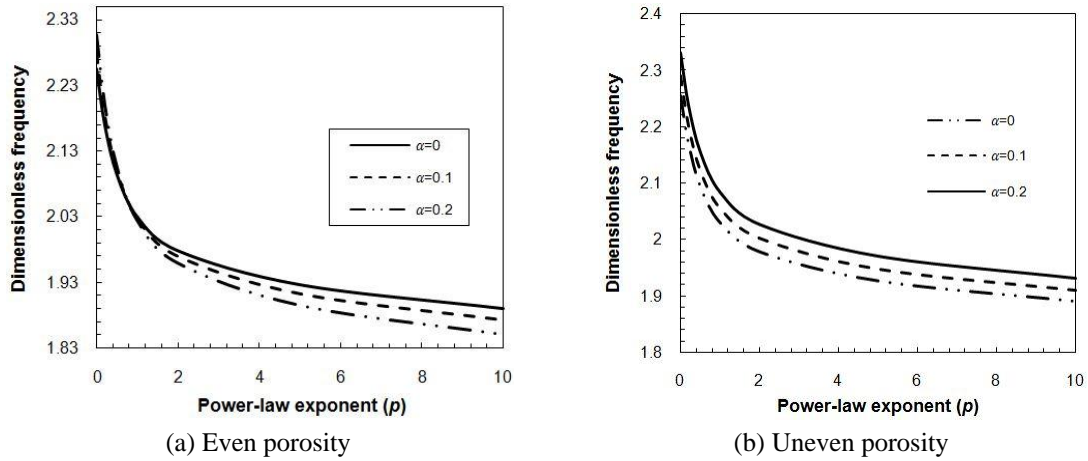 2.33
2.23
2.13
2.03
1.93
1.83
Dimensionless frequency
α=0
α=0.1
α=0.2
0 2 4 6 8 10
Power-law exponent (p)
(a) Even porosity
2.4
2.3
2.2
2.1
2
1.9
1.8
Dimensionless frequency
α=0
α=0.1
α=0.2
0 2 4 6 8 10
Power-law exponent (p)
(b) Uneven porosity